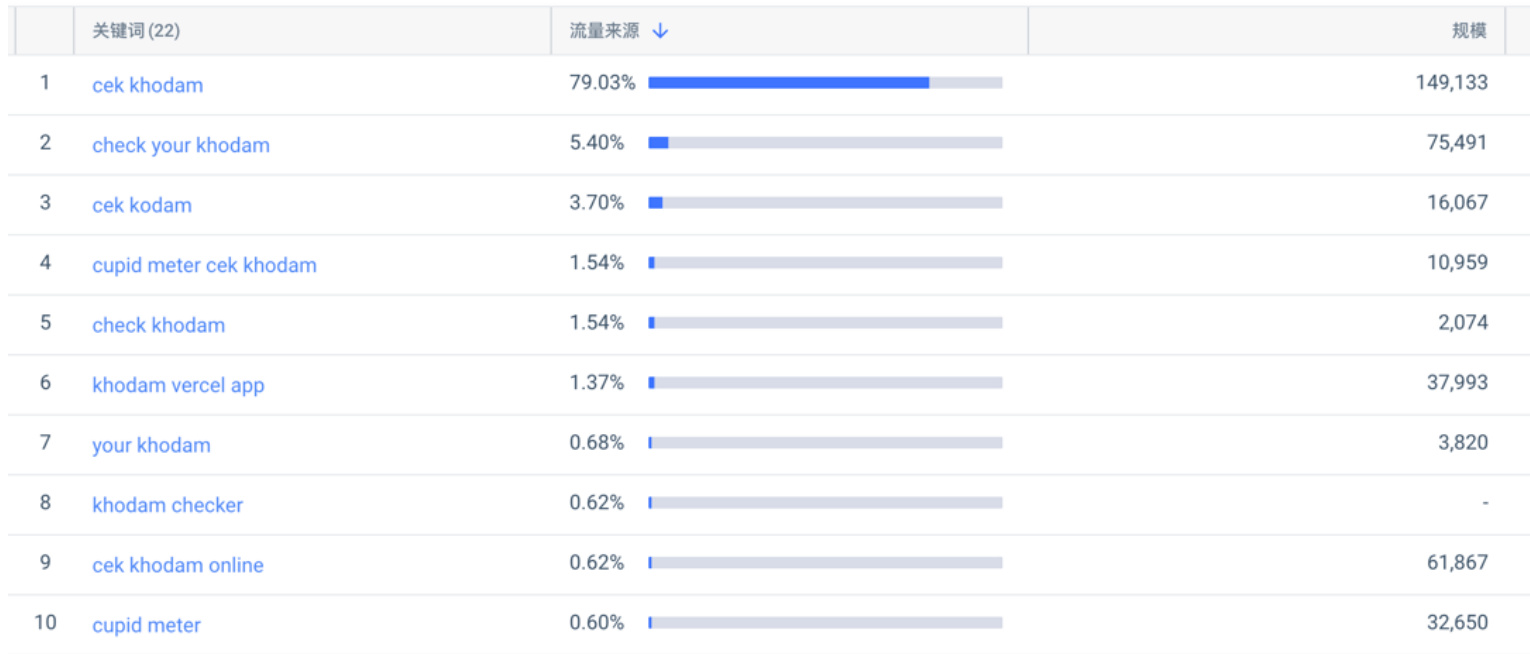 关键词(22) 流量来源 ↓ 规模
1 cek khodam 79.03% 149,133
2 check your khodam 5.40% 75,491
3 cek kodam 3.70% 16,067
4 cupid meter cek khodam 1.54% 10,959
5 check khodam 1.54% 2,074
6 khodam vercel app 1.37% 37,993
7 your khodam 0.68% 3,820
8 khodam checker 0.62% -
9 cek khodam online 0.62% 61,867
10 cupid meter 0.60% 32,650